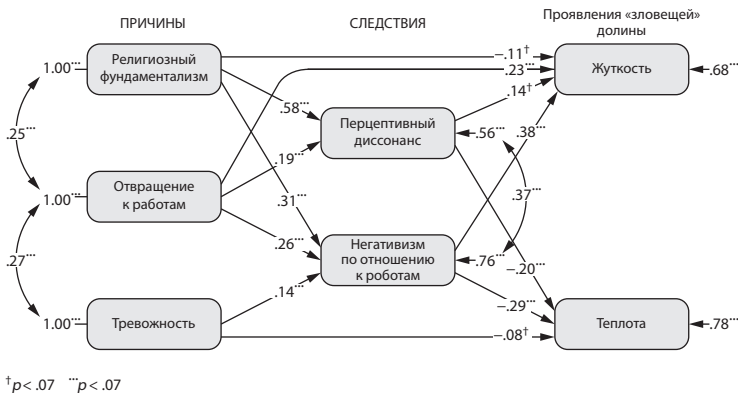 ПРИЧИНЫ
СЛЕДСТВИЯ
Проявления «зловещей»
долины
Религиозный
фундаментализм
Отвращение
к работам
Тревожность
Перцептивный
диссонанс
Негативизм
по отношению
к роботам
Жуткость
Теплота
1.00***
1.00***
1.00***
.25***
.27***
–.11†
.23***
.14†
.58***
.19***
.31***
.26***
.14***
.56***
.38***
.37***
.76***
–.20***
–.29***
–.08†
.68***
.78***
†p < .07 ***p < .07